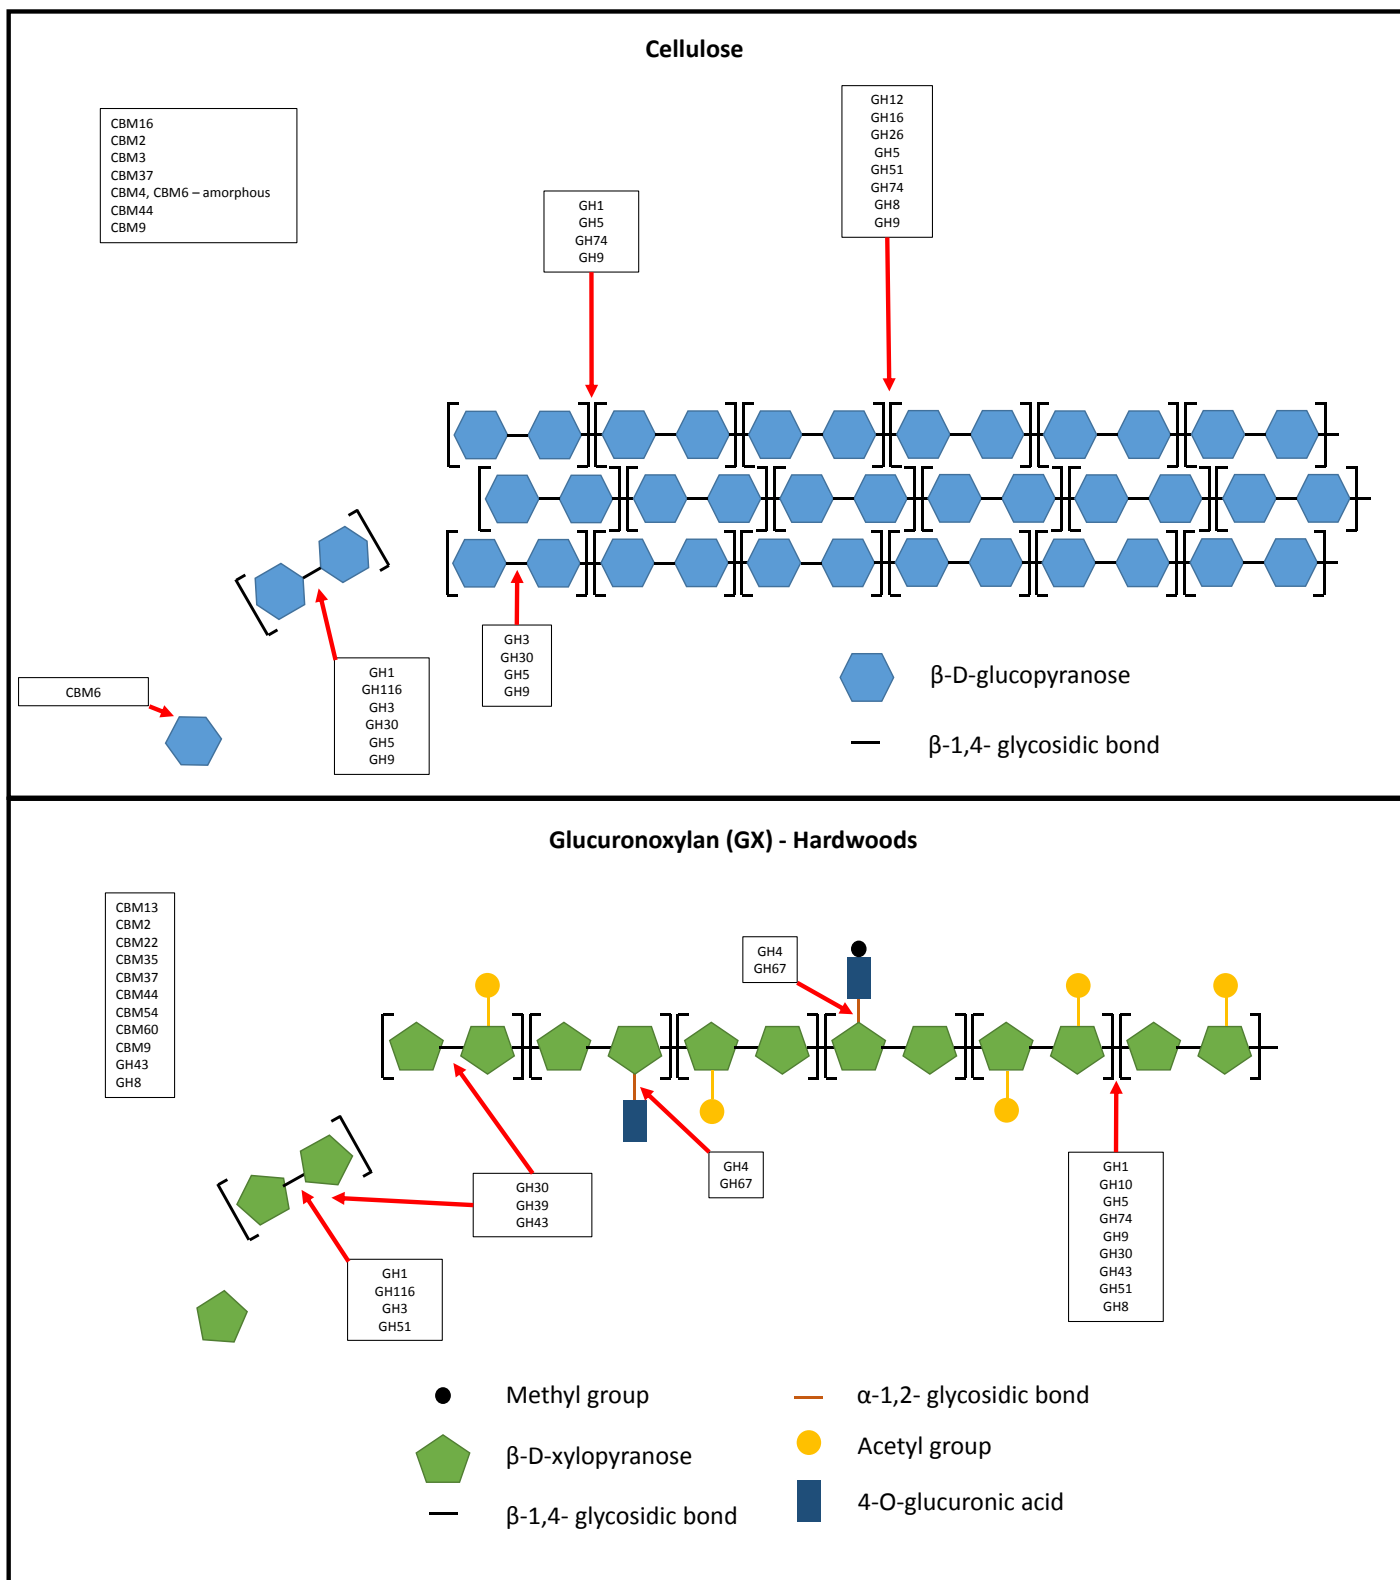 Cellulose
CBM16
CBM2
CBM3
CBM37
CBM4, CBM6 – amorphous
CBM44
CBM9
GH1
GH5
GH74
GH9
GH12
GH16
GH26
GH5
GH51
GH74
GH8
GH9
GH3
GH30
GH5
GH9
GH1
GH116
GH3
GH30
GH5
GH9
CBM6
β-D-glucopyranose
β-1,4- glycosidic bond
Glucuronoxylan (GX) - Hardwoods
CBM13
CBM2
CBM22
CBM35
CBM37
CBM44
CBM54
CBM60
CBM9
GH43
GH8
GH4
GH67
GH4
GH67
GH30
GH39
GH43
GH1
GH10
GH5
GH74
GH9
GH30
GH43
GH51
GH8
GH1
GH116
GH3
GH51
Methyl group
β-D-xylopyranose
β-1,4- glycosidic bond
α-1,2- glycosidic bond
Acetyl group
4-O-glucuronic acid